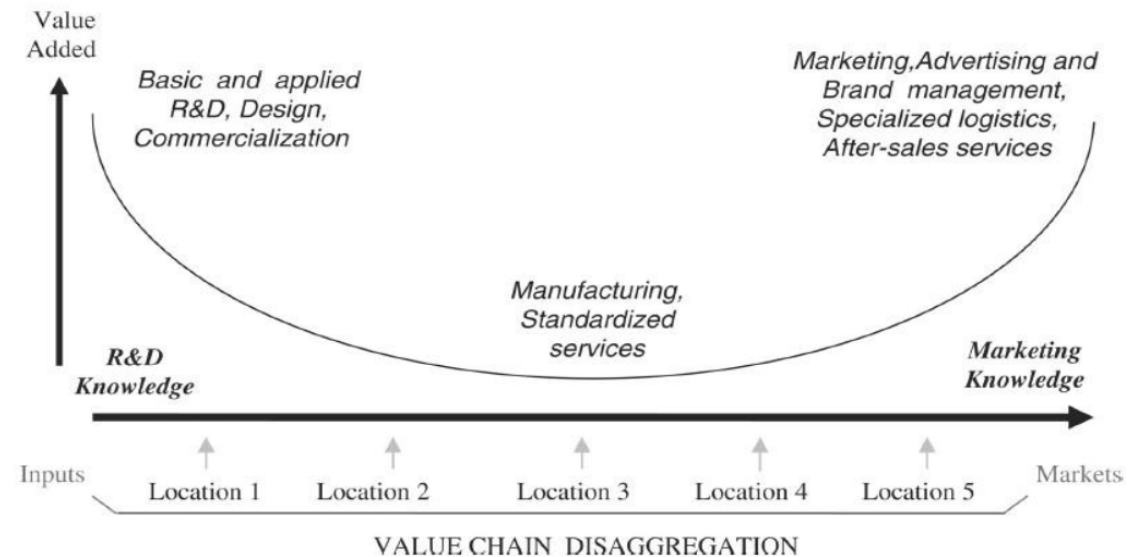 Value
Added
Basic and applied
R&D, Design,
Commercialization
Marketing,Advertising and
Brand management,
Specialized logistics,
After-sales services
Manufacturing,
Standardized
services
R&D
Knowledge
Marketing
Knowledge
Inputs
Location 1
Location 2
Location 3
Location 4
Location 5
Markets
VALUE CHAIN DISAGGREGATION